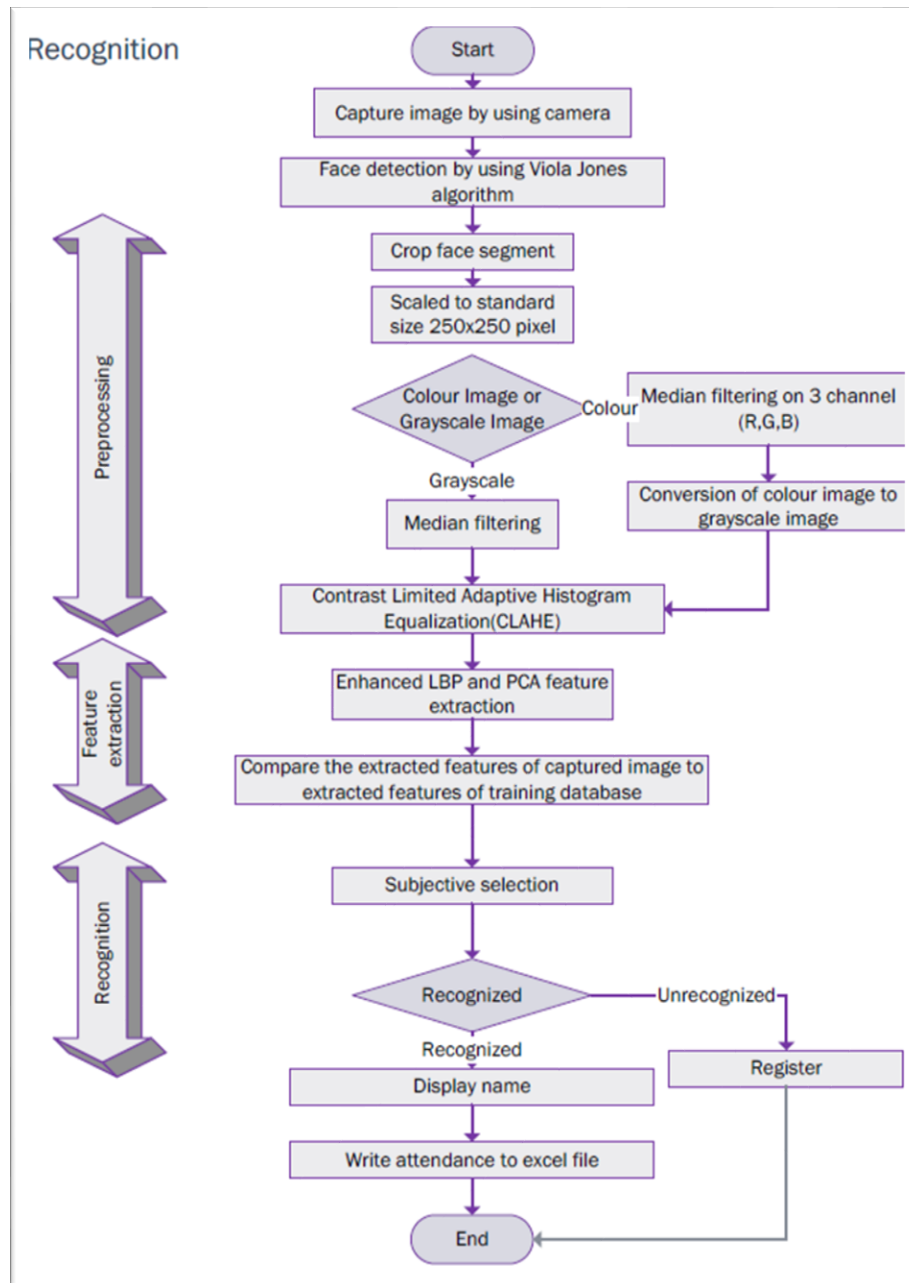 Recognition
Start
Capture image by using camera
Face detection by using Viola Jones
algorithm
Crop face segment
Scaled to standard
size 250x250 pixel
Preprocessing
Colour Image or
Grayscale Image
Colour
Median filtering on 3 channel
(R,G,B)
Conversion of colour image to
grayscale image
Grayscale
Median filtering
Contrast Limited Adaptive Histogram
Equalization(CLAHE)
Feature
extraction
Enhanced LBP and PCA feature
extraction
Compare the extracted features of captured image to
extracted features of training database
Recognition
Subjective selection
Recognized
Unrecognized
Recognized
Register
Display name
Write attendance to excel file
End